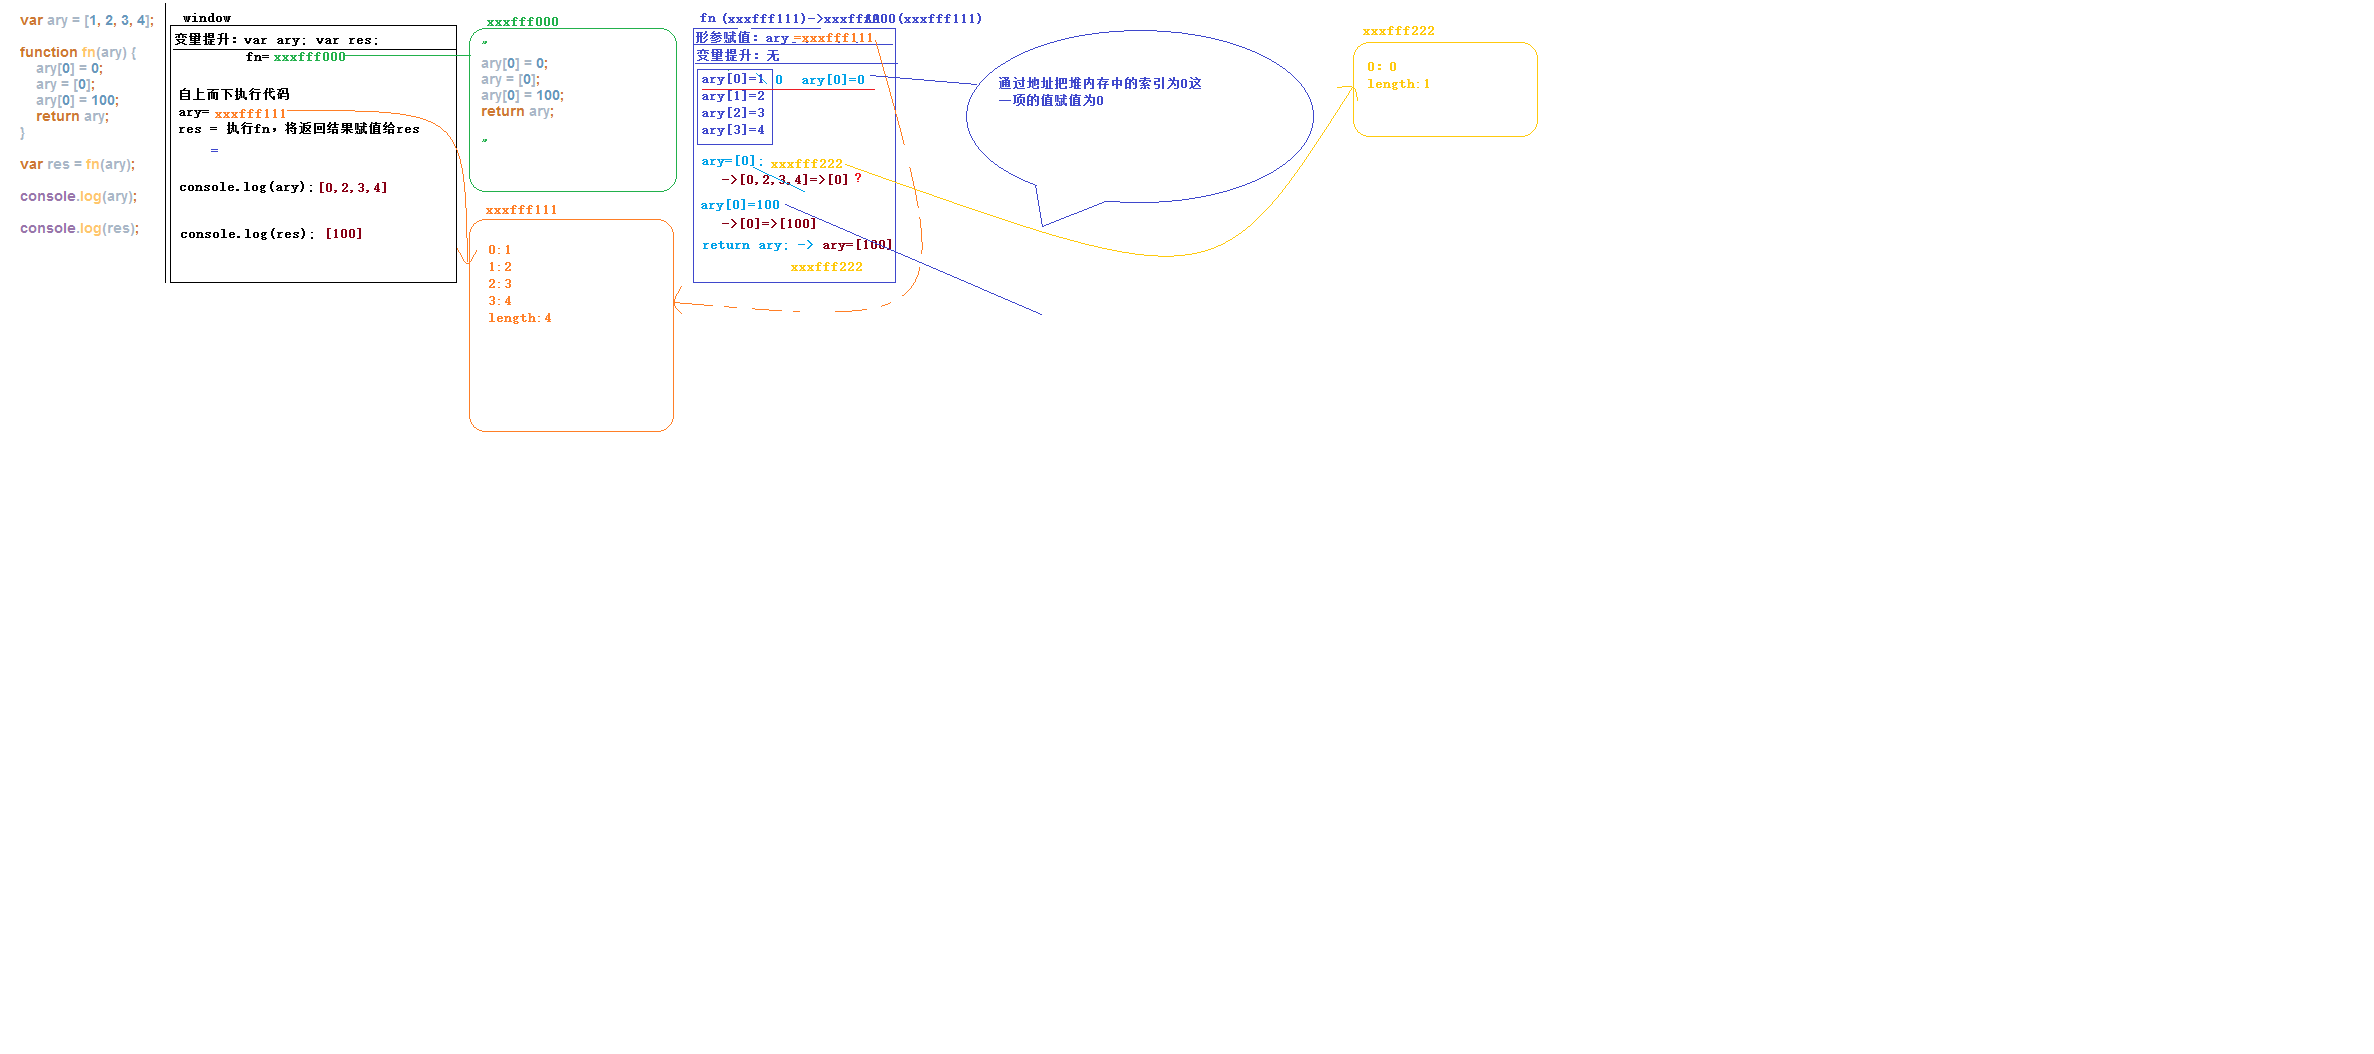 var ary = [1, 2, 3, 4];
function fn(ary) {
ary[0] = 0;
ary = [0];
ary[0] = 100;
return ary;
}
var res = fn(ary);
console.log(ary);
console.log(res);
window
变量提升：var ary; var res;
fn= xxxfff000
自上而下执行代码
ary= xxxfff111
res = 执行fn，将返回结果赋值给res
=
console.log(ary);[0,2,3,4]
console.log(res); [100]
xxxfff000
"
ary[0] = 0;
ary = [0];
ary[0] = 100;
return ary;
"
xxxfff111
0:1
1:2
2:3
3:4
length:4
fn (xxxfff111)->xxxfff000(xxxfff111)
形参赋值：ary =xxxfff111
变量提升：无
ary[0]=1 0 ary[0]=0
ary[1]=2
ary[2]=3
ary[3]=4
ary=[0]; xxxfff222
->[0,2,3,4]=>[0] ?
ary[0]=100
->[0]=>[100]
return ary; -> ary=[100]
xxxfff222
通过地址把堆内存中的索引为0这
一项的值赋值为0
xxxfff222
0: 0
length:1